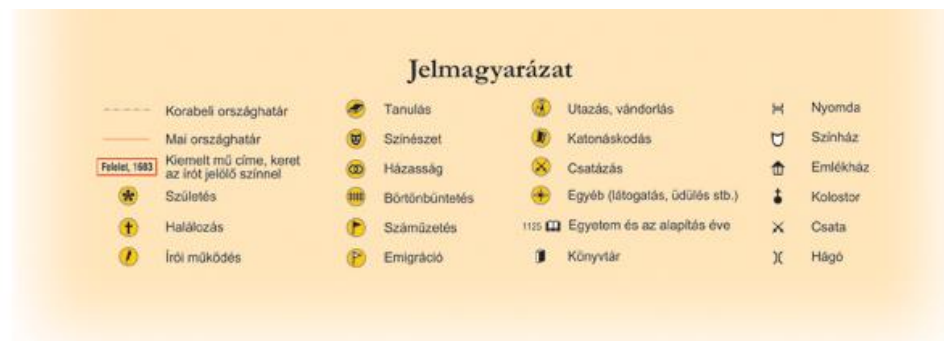 Jelmagyarázat
Korabeli országhatár
Mai országhatár
Felelet, 1603
Kiemelt mű címe, keret
az írót jelölő színnel
Születés
Halálozás
Írói működés
Tanulás
Színészet
Házasság
Börtönbüntetés
Száműzetés
Emigráció
Utazás, vándorlás
Katonáskodás
Csatázás
Egyéb (látogatás, üdülés stb.)
1125 Egyetem és az alapítás éve
Könyvtár
Nyomda
Színház
Emlékház
Kolostor
Csata
Hágó